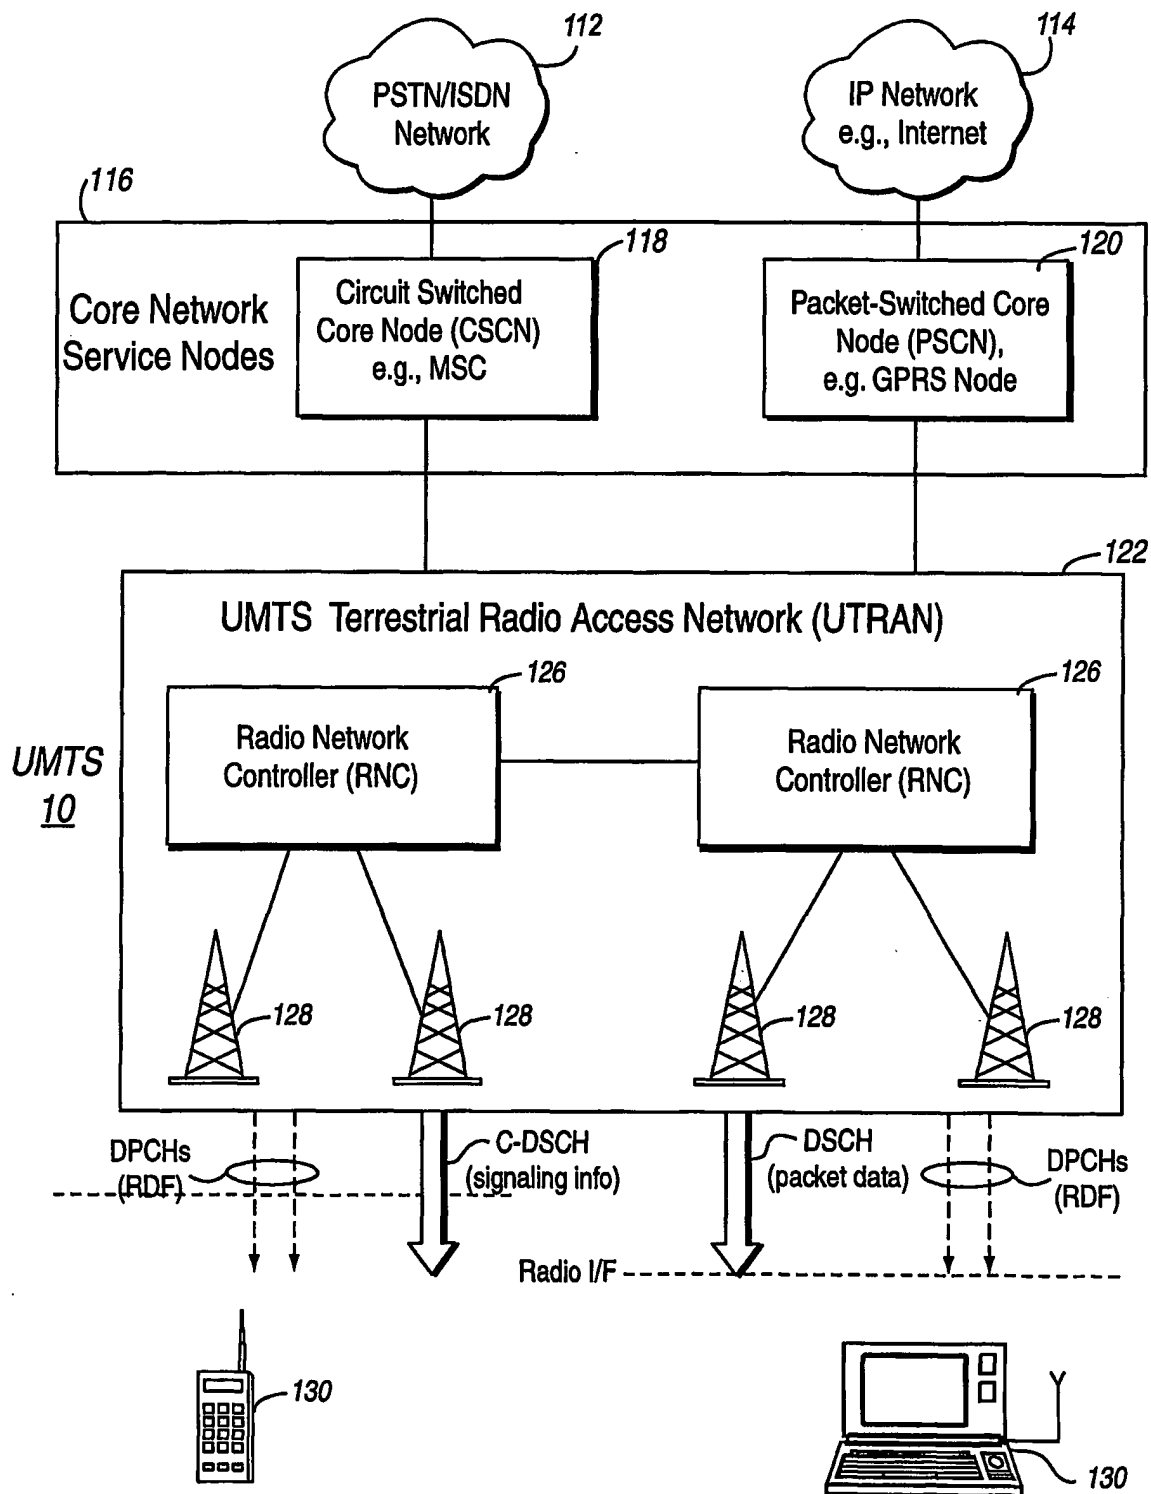 112
PSTN/ISDN
Network
114
IP Network
e.g., Internet
116
Core Network
Service Nodes
118
Circuit Switched
Core Node (CSCN)
e.g., MSC
120
Packet-Switched Core
Node (PSCN),
e.g. GPRS Node
122
UMTS Terrestrial Radio Access Network (UTRAN)
UMTS
10
126
Radio Network
Controller (RNC)
126
Radio Network
Controller (RNC)
128
128
128
128
DPCHs
(RDF)
C-DSCH
(signaling info)
DSCH
(packet data)
DPCHs
(RDF)
Radio I/F
130
130